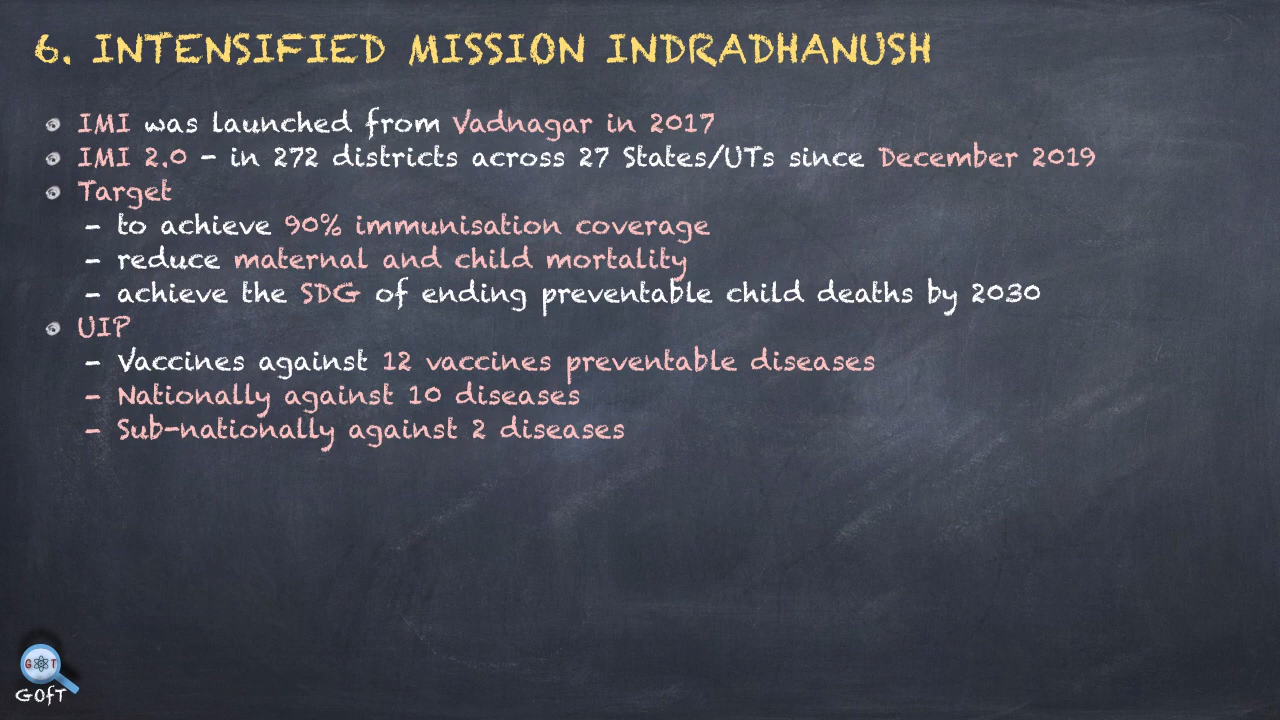 6. INTENSIFIED MISSION INDRADHANUSH
IMI was launched from Vadnagar in 2017
IMI 2.0 - in 272 districts across 27 States/UTs since December 2019
Target
- to achieve 90% immunisation coverage
- reduce maternal and child mortality
- achieve the SDG of ending preventable child deaths by 2030
UIP
- Vaccines against 12 vaccines preventable diseases
- Nationally against 10 diseases
- Sub-nationally against 2 diseases
G T
GOfT